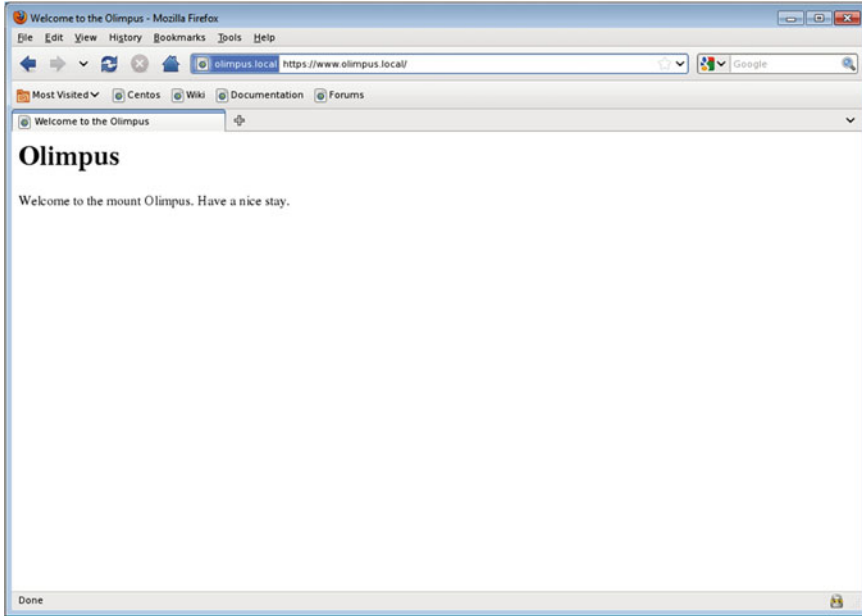 Welcome to the Olimpus - Mozilla Firefox
File Edit View History Bookmarks Tools Help
olimpus.local https://www.olimpus.local/ Google
Most Visited Centos Wiki Documentation Forums
Welcome to the Olimpus
Olimpus
Welcome to the mount Olimpus. Have a nice stay.
Done